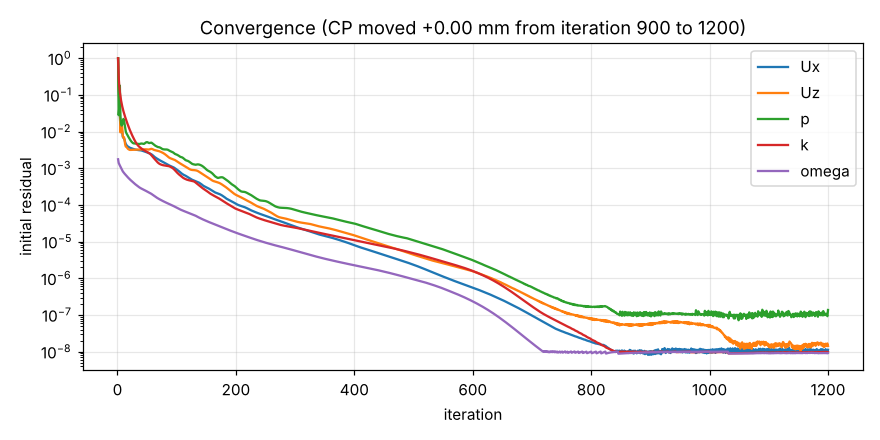 Convergence (CP moved +0.00 mm from iteration 900 to 1200)
initial residual
10⁰
10⁻¹
10⁻²
10⁻³
10⁻⁴
10⁻⁵
10⁻⁶
10⁻⁷
10⁻⁸
Ux
Uz
p
k
omega
0 200 400 600 800 1000 1200
iteration